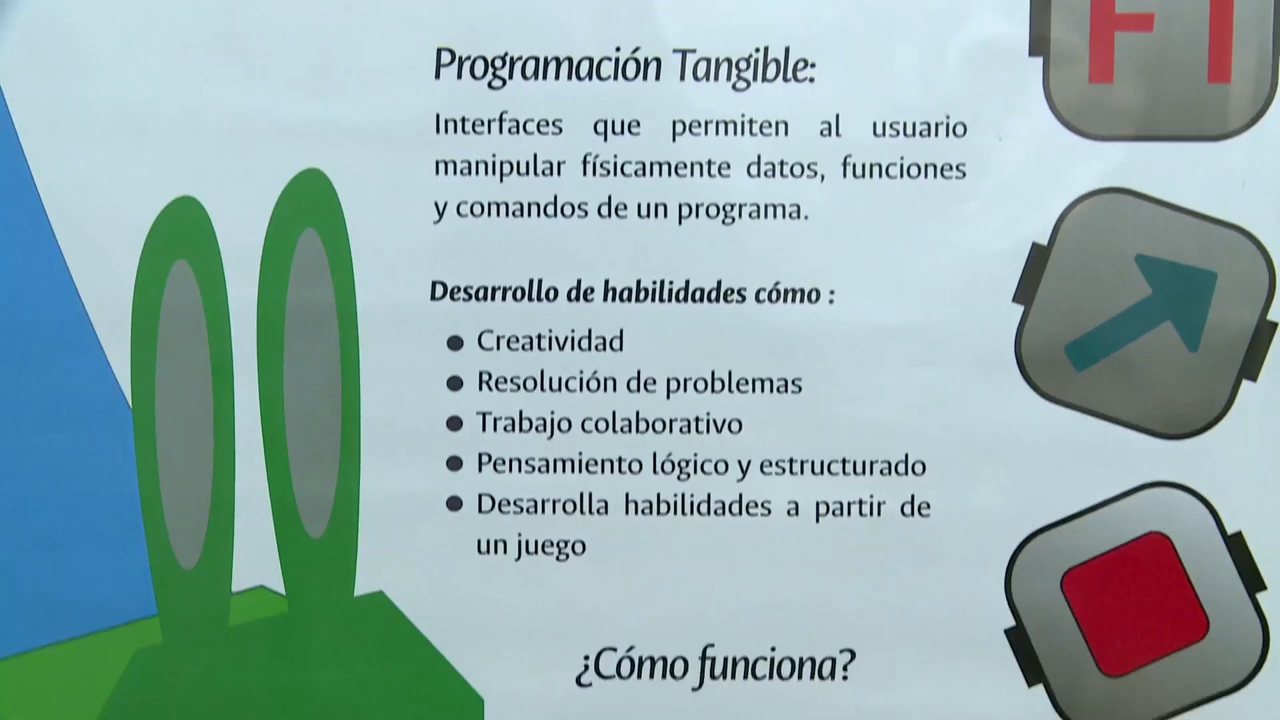 FI
Programación Tangible:
Interfaces que permiten al usuario
manipular físicamente datos, funciones
y comandos de un programa.
Desarrollo de habilidades cómo :
Creatividad
Resolución de problemas
Trabajo colaborativo
Pensamiento lógico y estructurado
Desarrolla habilidades a partir de
un juego
¿Cómo funciona?